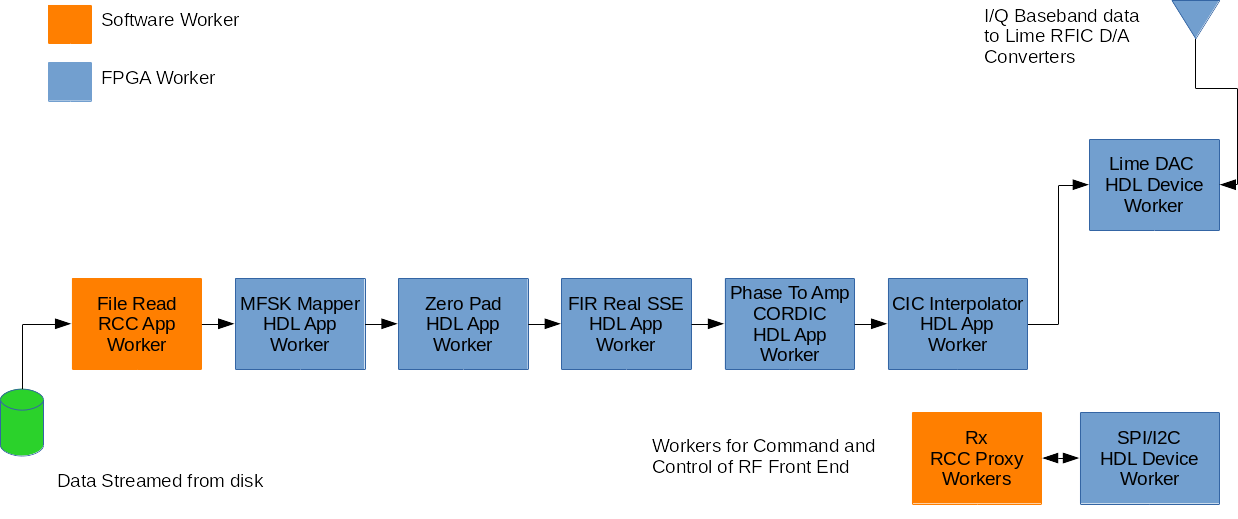 Software Worker
FPGA Worker
I/Q Baseband data
to Lime RFIC D/A
Converters
Lime DAC
HDL Device
Worker
File Read
RCC App
Worker
MFSK Mapper
HDL App
Worker
Zero Pad
HDL App
Worker
FIR Real SSE
HDL App
Worker
Phase To Amp
CORDIC
HDL App
Worker
CIC Interpolator
HDL App
Worker
Data Streamed from disk
Workers for Command and
Control of RF Front End
Rx
RCC Proxy
Workers
SPI/I2C
HDL Device
Worker